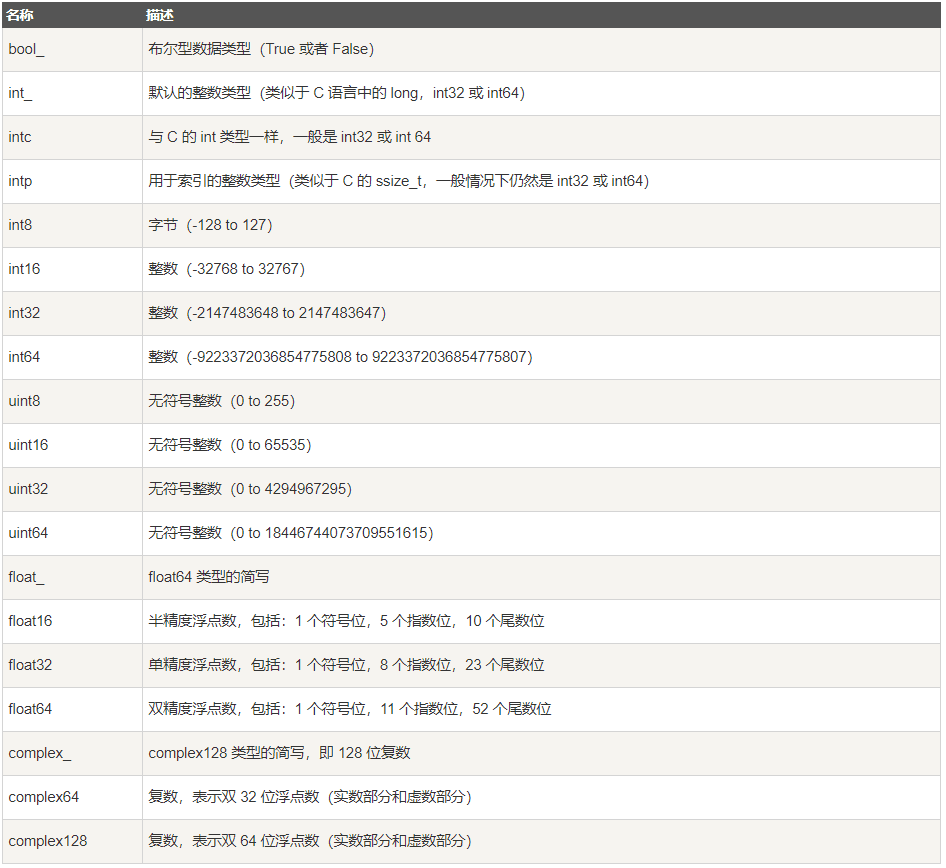 名称 描述
bool_ 布尔型数据类型（True 或者 False）
int_ 默认的整数类型（类似于 C 语言中的 long，int32 或 int64）
intc 与 C 的 int 类型一样，一般是 int32 或 int 64
intp 用于索引的整数类型（类似于 C 的 ssize_t，一般情况下仍然是 int32 或 int64）
int8 字节（-128 to 127）
int16 整数（-32768 to 32767）
int32 整数（-2147483648 to 2147483647）
int64 整数（-9223372036854775808 to 9223372036854775807）
uint8 无符号整数（0 to 255）
uint16 无符号整数（0 to 65535）
uint32 无符号整数（0 to 4294967295）
uint64 无符号整数（0 to 18446744073709551615）
float_ float64 类型的简写
float16 半精度浮点数，包括：1 个符号位，5 个指数位，10 个尾数位
float32 单精度浮点数，包括：1 个符号位，8 个指数位，23 个尾数位
float64 双精度浮点数，包括：1 个符号位，11 个指数位，52 个尾数位
complex_ complex128 类型的简写，即 128 位复数
complex64 复数，表示双 32 位浮点数（实数部分和虚数部分）
complex128 复数，表示双 64 位浮点数（实数部分和虚数部分）